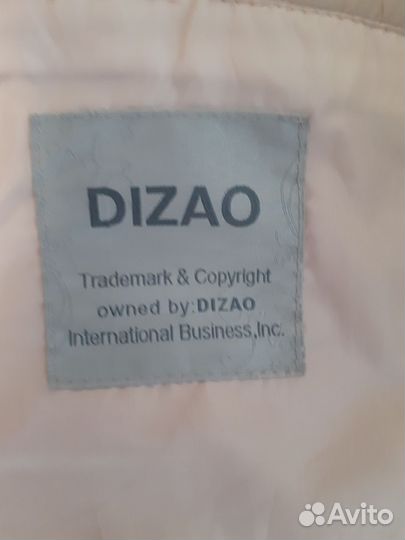 DIZAO
Trademark & Copyright
owned by:DIZAO
International Business,Inc.
Avito